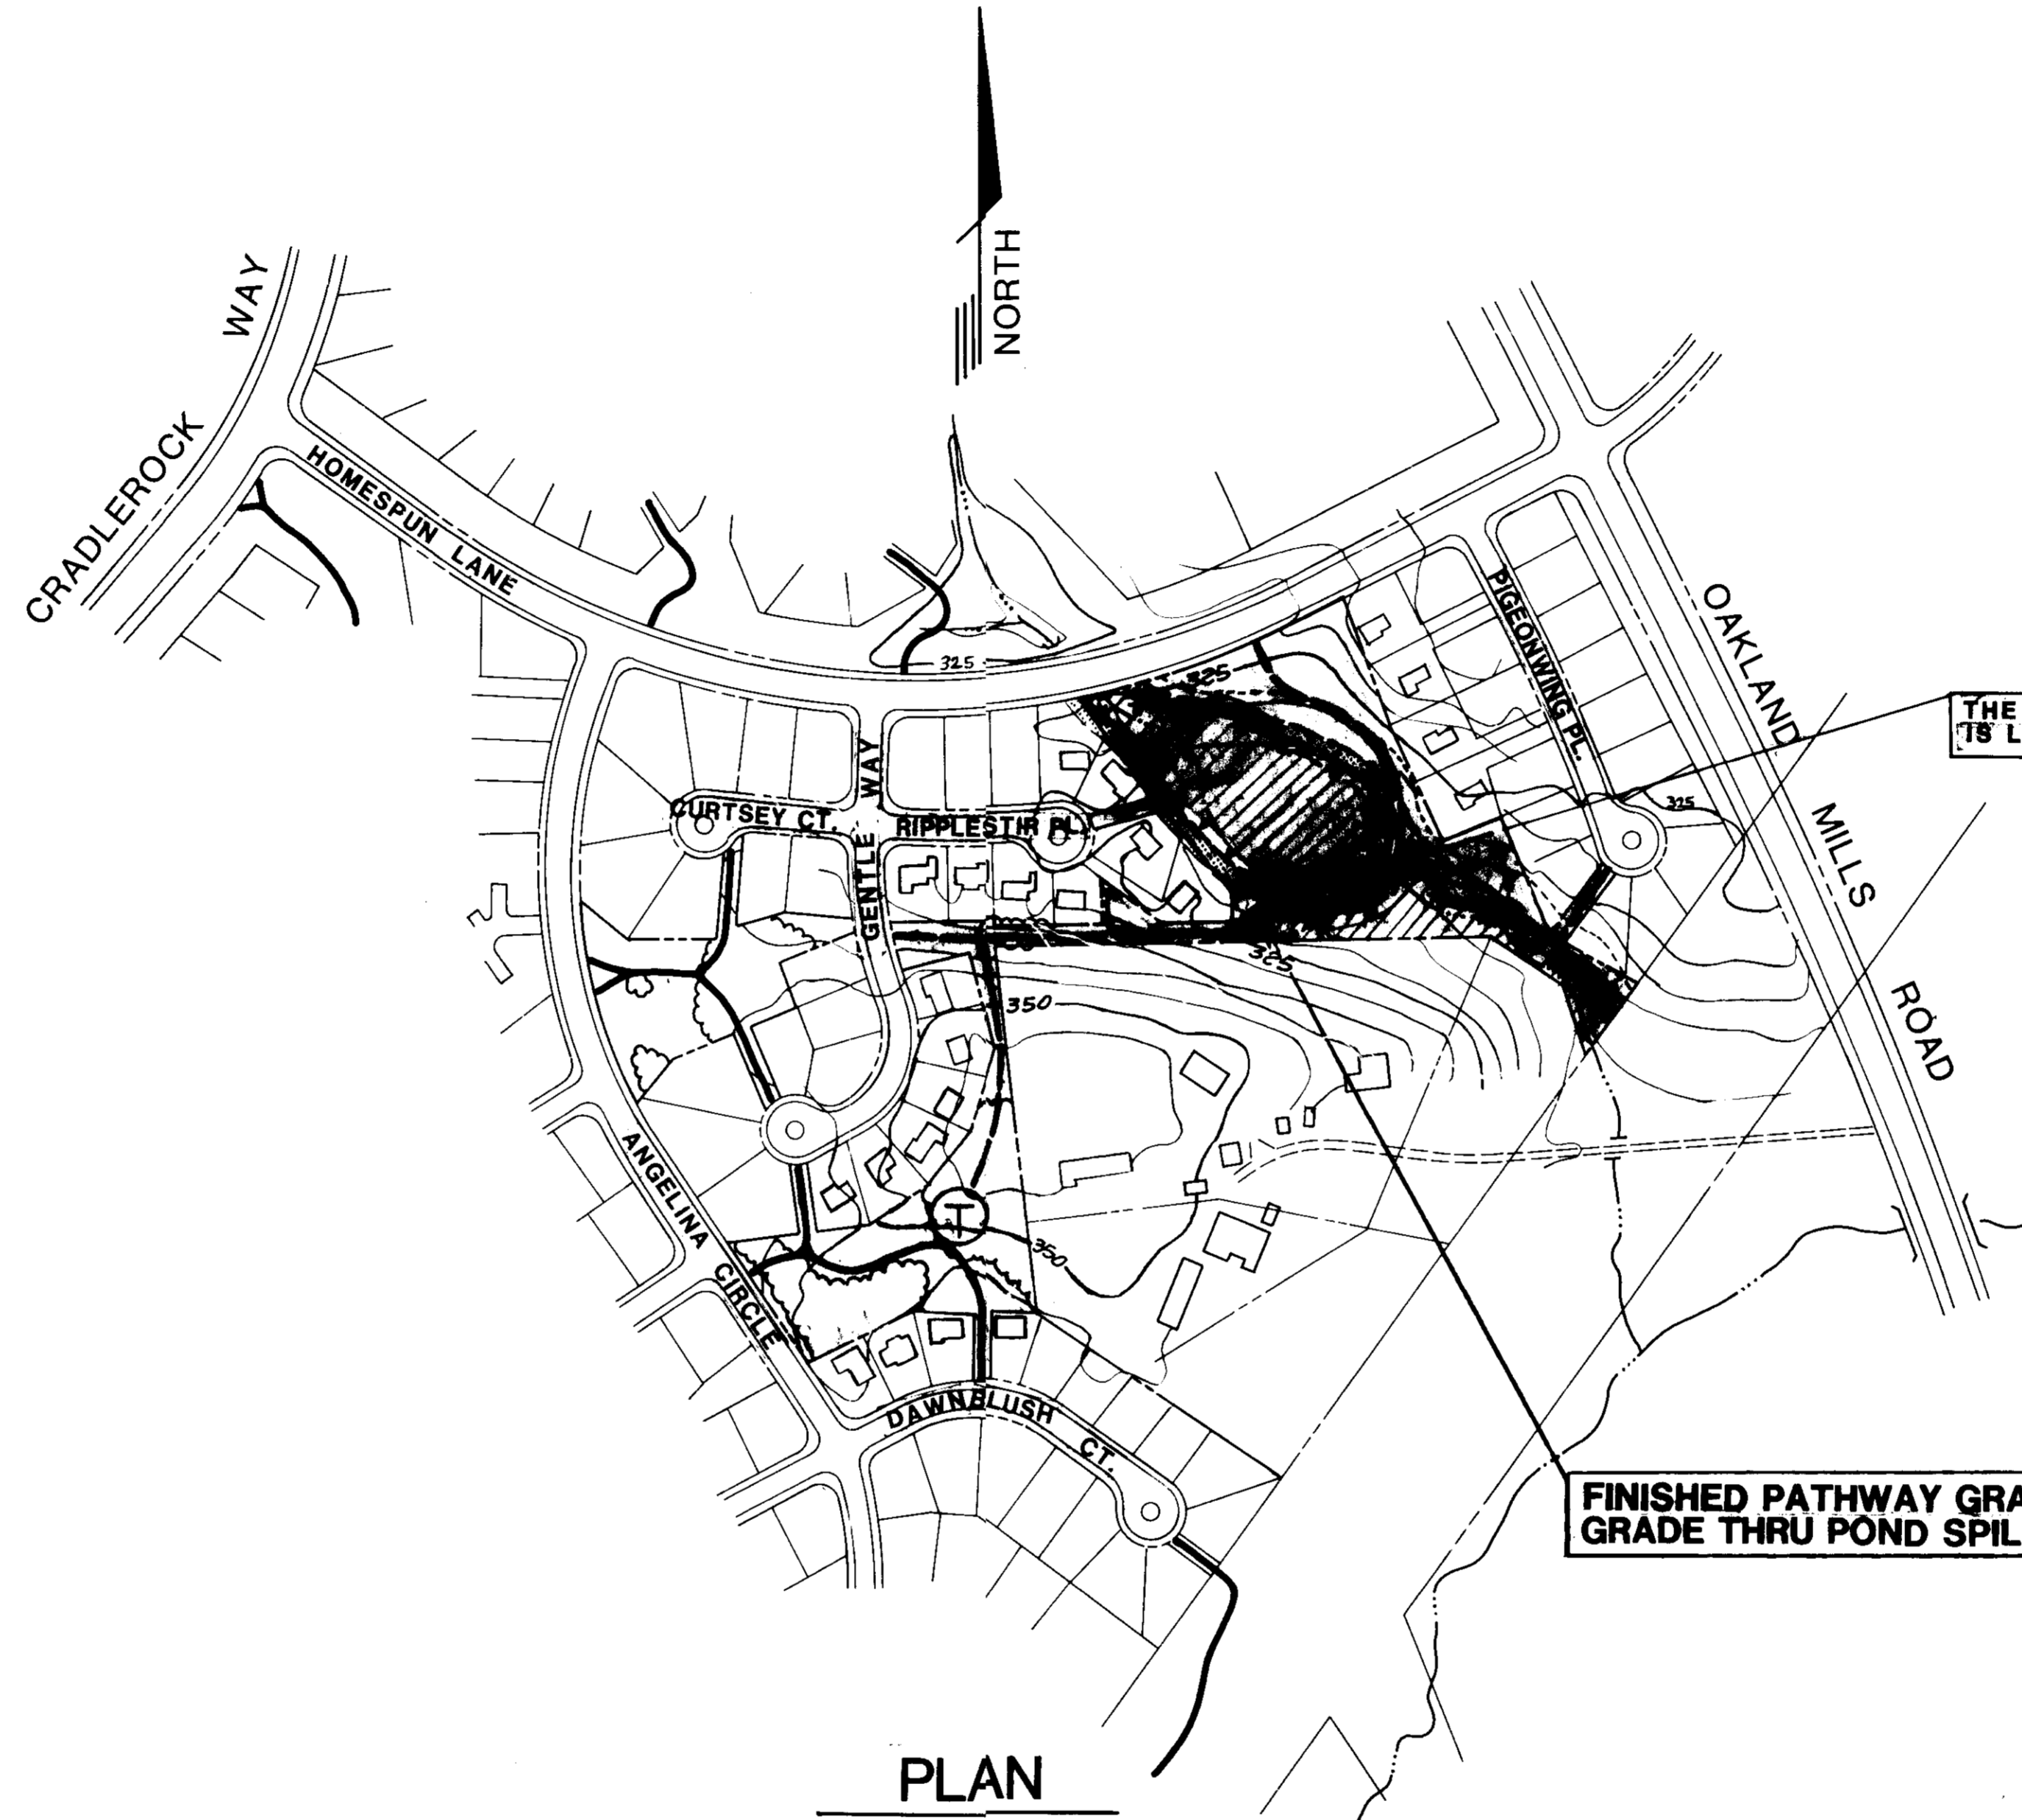 NORTH
CRADLEROCK WAY
HOMESPUN LANE
325
325
PIGEONWING PL.
OAKLAND MILLS ROAD
THE
IS L
325
CURTSEY CT.
GENTLE WAY
RIPPLESTIR PL.
325
350
T
350
ANGELINA CIRCLE
DAWNBLUSH CT.
FINISHED PATHWAY GRA
GRADE THRU POND SPIL
PLAN